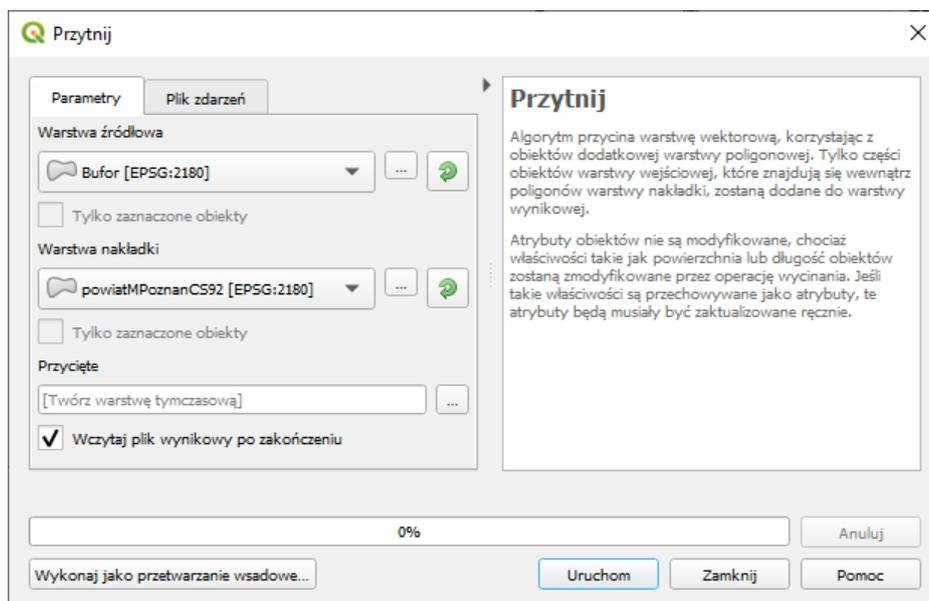 Przytnij
Parametry
Plik zdarzeń
Warstwa źródłowa
Bufor [EPSG:2180]
...
Tylko zaznaczone obiekty
Warstwa nakładki
powiatMPoznanCS92 [EPSG:2180]
...
Tylko zaznaczone obiekty
Przycięte
[Twórz warstwę tymczasową]
...
Wczytaj plik wynikowy po zakończeniu
Przytnij
Algorytm przycina warstwę wektorową, korzystając z
obiektów dodatkowej warstwy poligonowej. Tylko części
obiektów warstwy wejściowej, które znajdują się wewnątrz
poligonów warstwy nakładki, zostaną dodane do warstwy
wynikowej.
Atrybuty obiektów nie są modyfikowane, chociaż
właściwości takie jak powierzchnia lub długość obiektów
zostaną zmodyfikowane przez operację wycinania. Jeśli
takie właściwości są przechowywane jako atrybuty, te
atrybuty będą musiały być zaktualizowane ręcznie.
0%
Anuluj
Wykonaj jako przetwarzanie wsadowe...
Uruchom
Zamknij
Pomoc